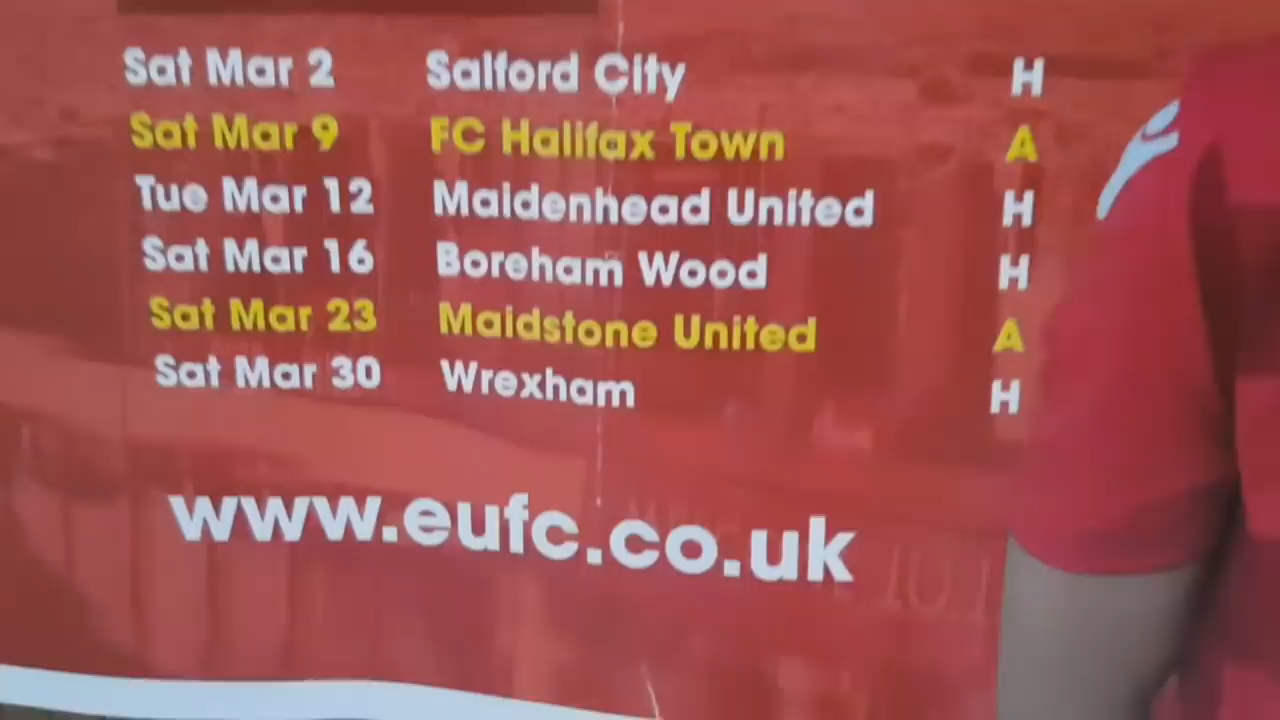 Sat Mar 2 Salford City H
Sat Mar 9 FC Halifax Town A
Tue Mar 12 Maidenhead United H
Sat Mar 16 Boreham Wood H
Sat Mar 23 Maidstone United A
Sat Mar 30 Wrexham H
www.eufc.co.uk